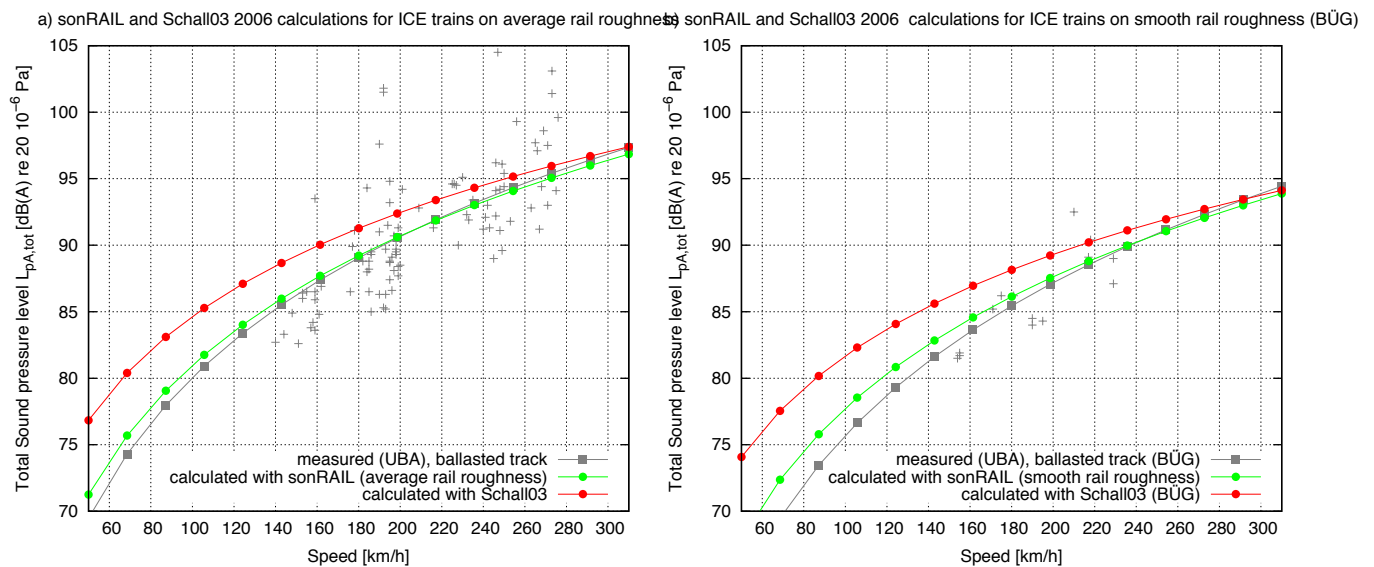 a) sonRAIL and Schall03 2006 calculations for ICE trains on average rail roughness
105
100
95
90
85
80
75
70
Total Sound pressure level LpA,tot [dB(A) re 20 10⁻⁶ Pa]
measured (UBA), ballasted track
calculated with sonRAIL (average rail roughness)
calculated with Schall03
60 80 100 120 140 160 180 200 220 240 260 280 300
Speed [km/h]
b) sonRAIL and Schall03 2006 calculations for ICE trains on smooth rail roughness (BÜG)
105
100
95
90
85
80
75
70
Total Sound pressure level LpA,tot [dB(A) re 20 10⁻⁶ Pa]
measured (UBA), ballasted track (BÜG)
calculated with sonRAIL (smooth rail roughness)
calculated with Schall03 (BÜG)
60 80 100 120 140 160 180 200 220 240 260 280 300
Speed [km/h]